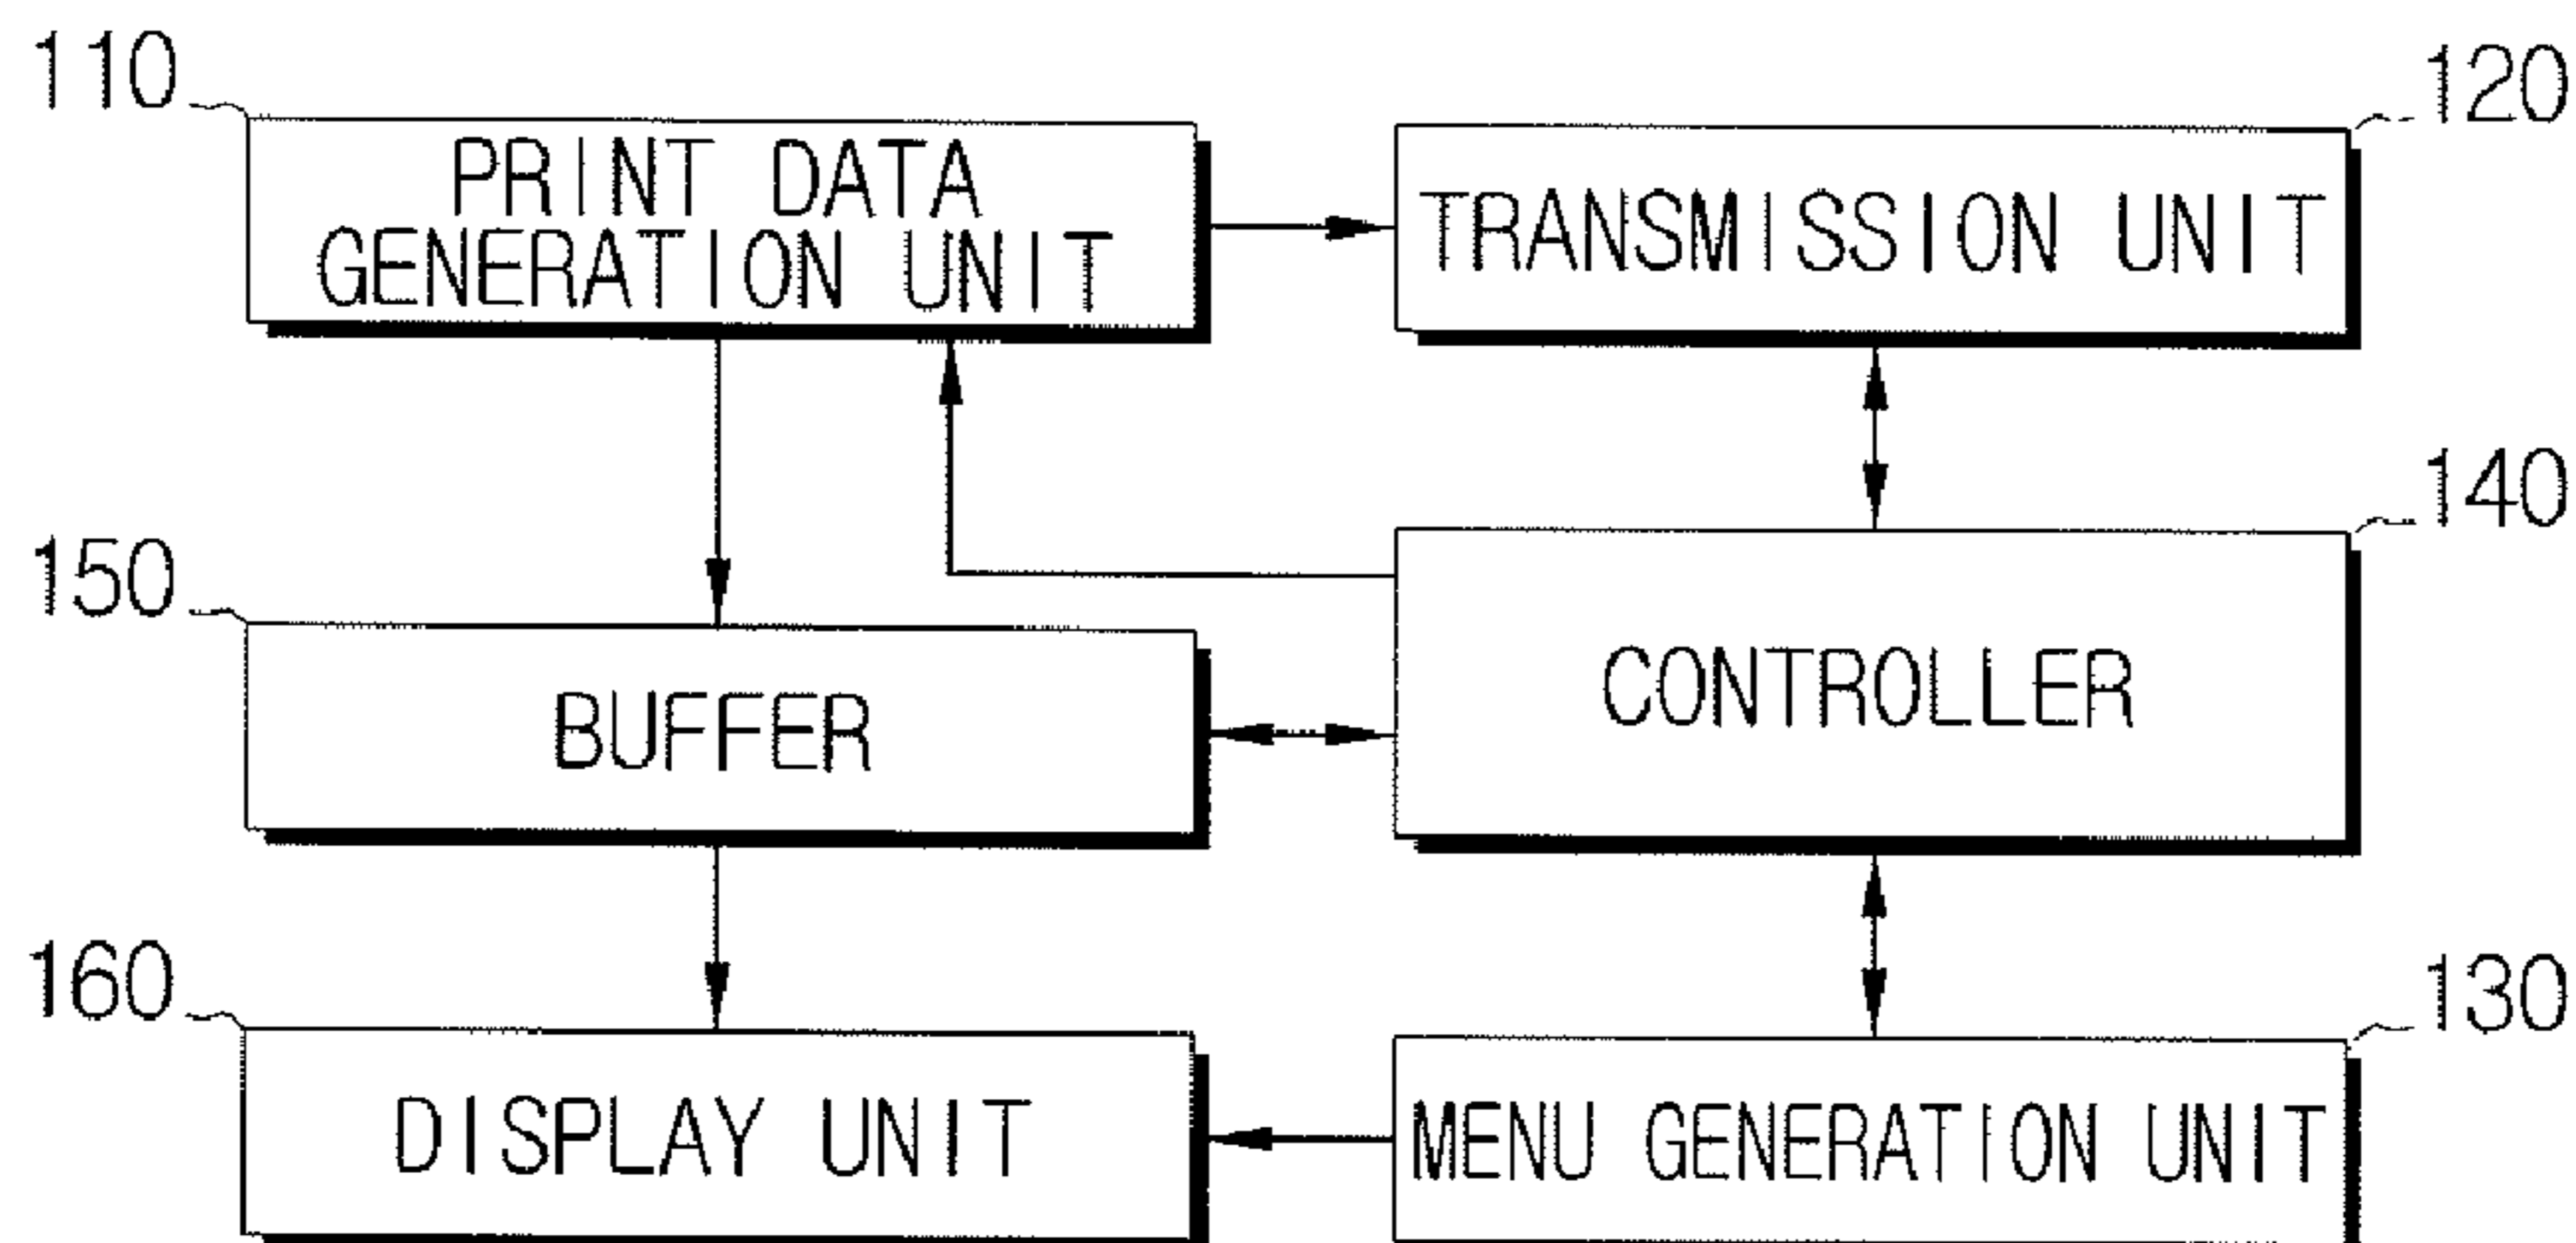 110
PRINT DATA
GENERATION UNIT
120
TRANSMISSION UNIT
150
BUFFER
140
CONTROLLER
160
DISPLAY UNIT
130
MENU GENERATION UNIT